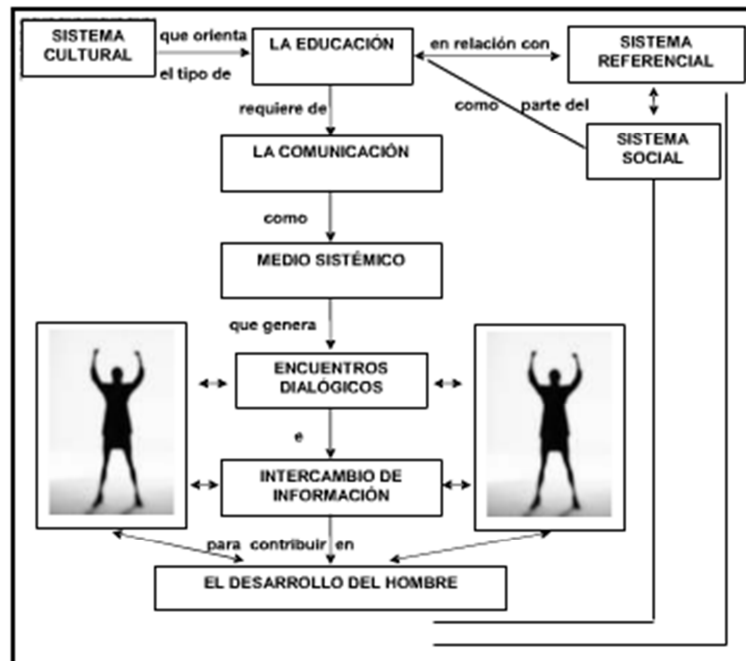 SISTEMA
CULTURAL
que orienta
el tipo de
LA EDUCACIÓN
en relación con
SISTEMA
REFERENCIAL
como parte del
SISTEMA
SOCIAL
requiere de
LA COMUNICACIÓN
como
MEDIO SISTÉMICO
que genera
ENCUENTROS
DIALÓGICOS
e
INTERCAMBIO DE
INFORMACIÓN
para contribuir en
EL DESARROLLO DEL HOMBRE